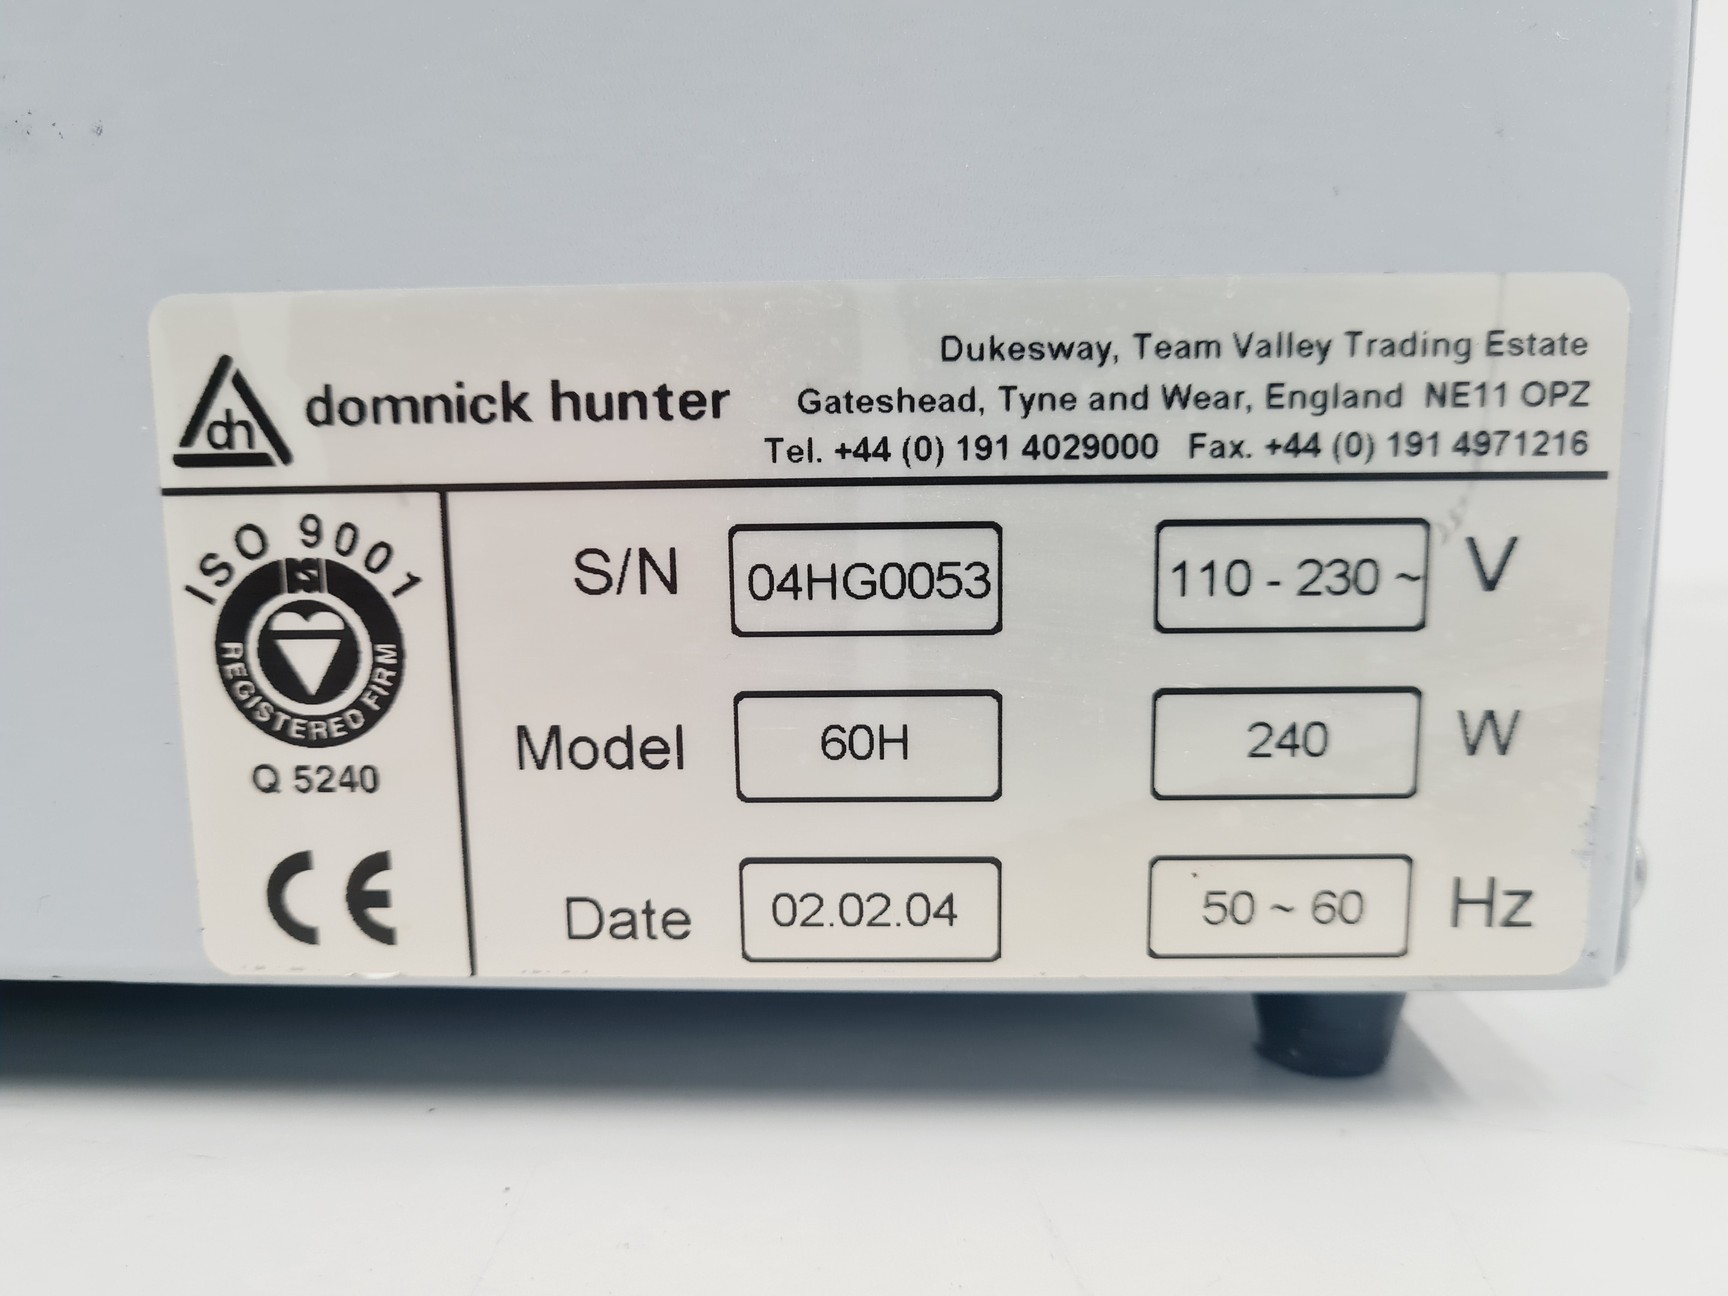 dh domnick hunter
Dukesway, Team Valley Trading Estate
Gateshead, Tyne and Wear, England NE11 OPZ
Tel. +44 (0) 191 4029000 Fax. +44 (0) 191 4971216
ISO 9001
REGISTERED FIRM
Q 5240
CE
S/N 04HG0053 110 - 230 ~ V
Model 60H 240 W
Date 02.02.04 50 ~ 60 Hz